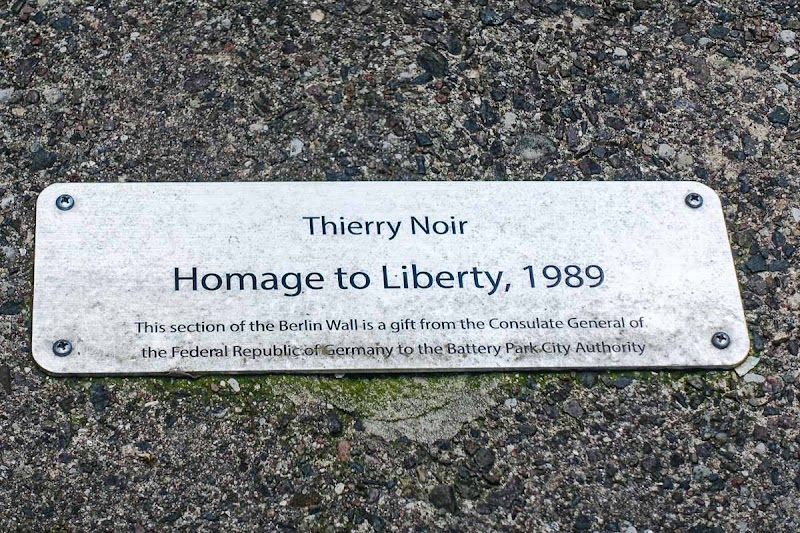 Thierry Noir
Homage to Liberty, 1989
This section of the Berlin Wall is a gift from the Consulate General of
the Federal Republic of Germany to the Battery Park City Authority